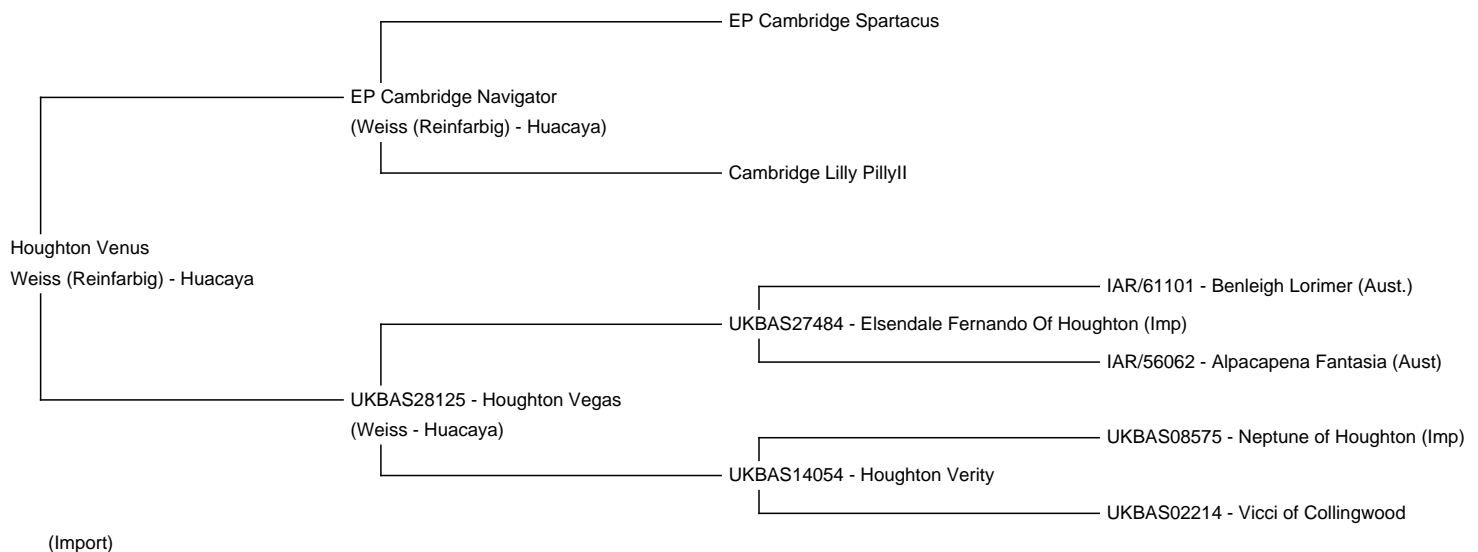 EP Cambridge Spartacus
EP Cambridge Navigator
(Weiss (Reinfarbig) - Huacaya)
Cambridge Lilly PillyII
Houghton Venus
Weiss (Reinfarbig) - Huacaya
IAR/61101 - Benleigh Lorimer (Aust.)
UKBAS27484 - Elsendale Fernando Of Houghton (Imp)
IAR/56062 - Alpacapena Fantasia (Aust)
UKBAS28125 - Houghton Vegas
(Weiss - Huacaya)
UKBAS08575 - Neptune of Houghton (Imp)
UKBAS14054 - Houghton Verity
UKBAS02214 - Vicci of Collingwood
(Import)